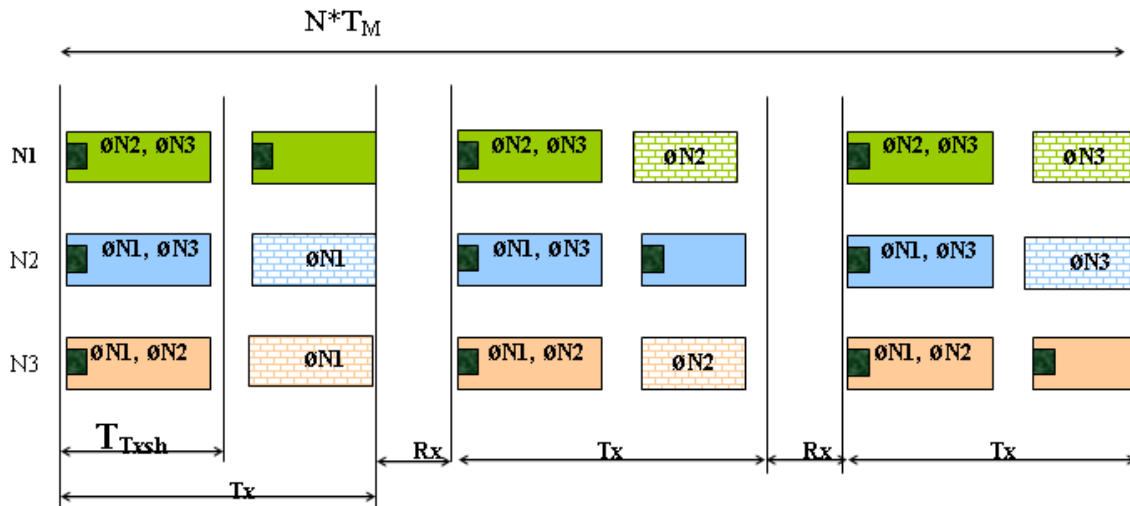 N*T_M
N1 øN2, øN3 øN2, øN3 øN2 øN2, øN3 øN3
N2 øN1, øN3 øN1 øN1, øN3 øN1, øN3 øN3
N3 øN1, øN2 øN1 øN1, øN2 øN2 øN1, øN2
T_Txsh Rx Tx Rx Tx
Tx